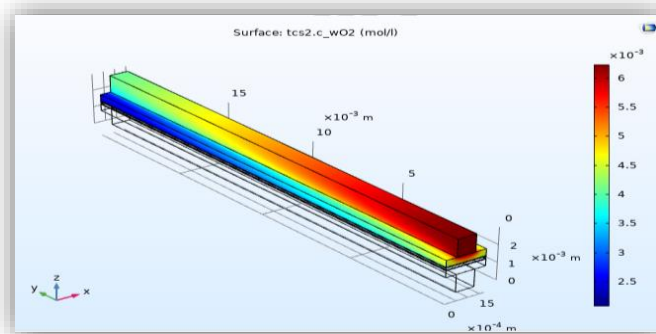 Surface: tcs2.c_wO2 (mol/l)
×10⁻³
6
5.5
5
4.5
4
3.5
3
2.5
15
×10⁻³ m
10
5
0
2
1
0
×10⁻³ m
15
0
×10⁻⁴ m
z
y
x